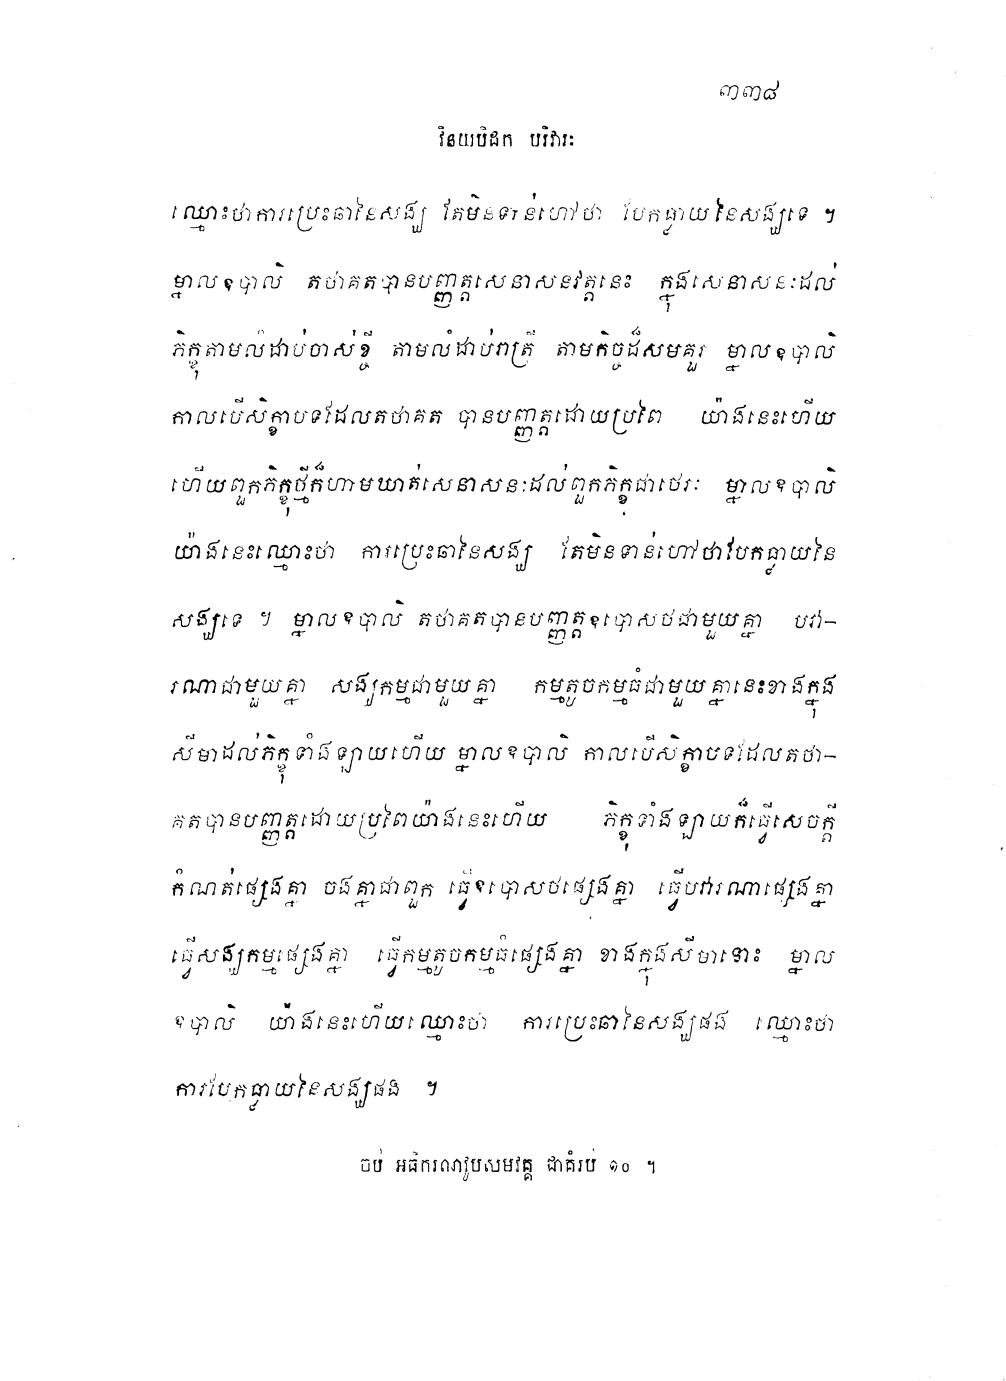 ៣៣៨
វិនយបិដក បរិវារៈ
ឈ្មោះថាការប្រេះឆានៃសង្ឃ តែមិនទាន់ហៅថា បែកធ្លាយនៃសង្ឃទេ ។
ម្នាលឧបាលិ តថាគតបានបញ្ញត្តសេនាសនវត្តនេះ ក្នុងសេនាសនៈដល់
ភិក្ខុតាមលំដាប់ចាស់ខ្ចី តាមលំដាប់រាត្រី តាមកិច្ចដ៏សមគួរ ម្នាលឧបាលិ
កាលបើសិក្ខាបទដែលតថាគត បានបញ្ញត្តដោយប្រពៃ យ៉ាងនេះហើយ
ហើយពួកភិក្ខុថ្មីក៏ហាមឃាត់សេនាសនៈដល់ពួកភិក្ខុជាថេរៈ ម្នាលឧបាលិ
យ៉ាងនេះឈ្មោះថា ការប្រេះឆានៃសង្ឃ តែមិនទាន់ហៅថាបែកធ្លាយនៃ
សង្ឃទេ ។ ម្នាលឧបាលិ តថាគតបានបញ្ញត្តឧបោសថជាមួយគ្នា បវា-
រណាជាមួយគ្នា សង្ឃកម្មជាមួយគ្នា កម្មតូចកម្មធំជាមួយគ្នានេះខាងក្នុង
សីមាដល់ភិក្ខុទាំងឡាយហើយ ម្នាលឧបាលិ កាលបើសិក្ខាបទដែលតថា-
គតបានបញ្ញត្តដោយប្រពៃយ៉ាងនេះហើយ ភិក្ខុទាំងឡាយក៏ធ្វើសេចក្តី
កំណត់ផ្សេងគ្នា ចងគ្នាជាពួក ធ្វើឧបោសថផ្សេងគ្នា ធ្វើបវារណាផ្សេងគ្នា
ធ្វើសង្ឃកម្មផ្សេងគ្នា ធ្វើកម្មតូចកម្មធំផ្សេងគ្នា ខាងក្នុងសីមាទោះ ម្នាល
ឧបាលិ យ៉ាងនេះហើយឈ្មោះថា ការប្រេះឆានៃសង្ឃផង ឈ្មោះថា
ការបែកធ្លាយនៃសង្ឃផង ។
ចប់ អធិករណវូបសមវគ្គ ជាគំរប់ ១០ ។